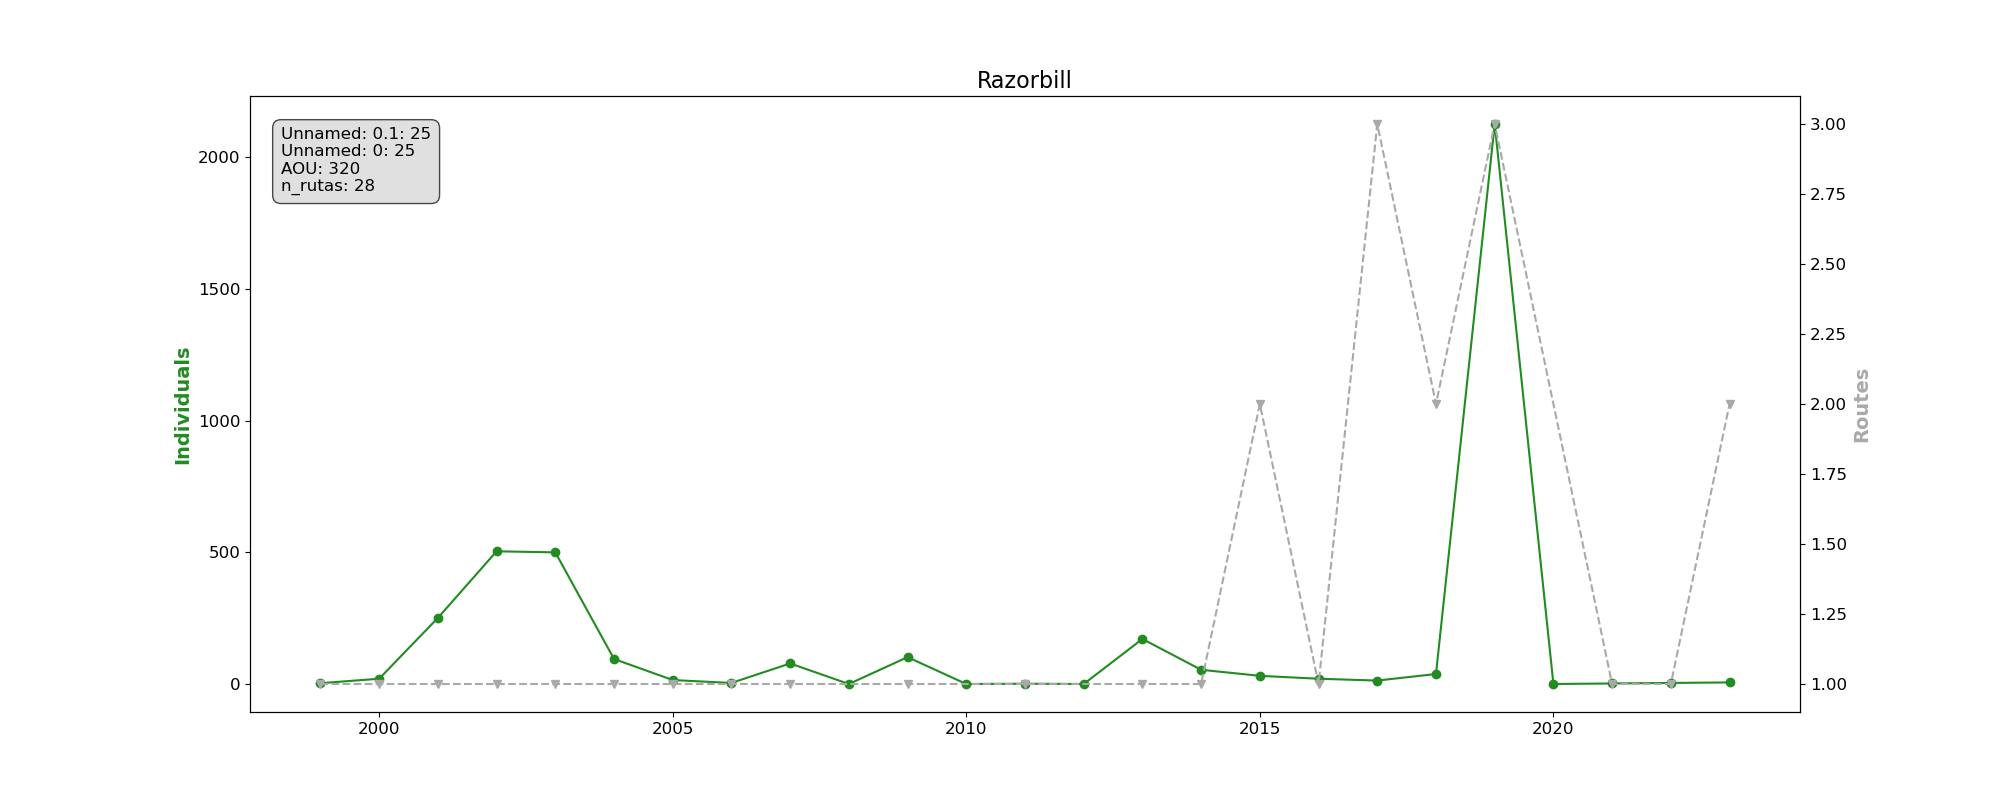 Razorbill
Unnamed: 0.1: 25
Unnamed: 0: 25
AOU: 320
n_rutas: 28
2000
1500
1000
500
0
Individuals
3.00
2.75
2.50
2.25
2.00
1.75
1.50
1.25
1.00
Routes
2000
2005
2010
2015
2020